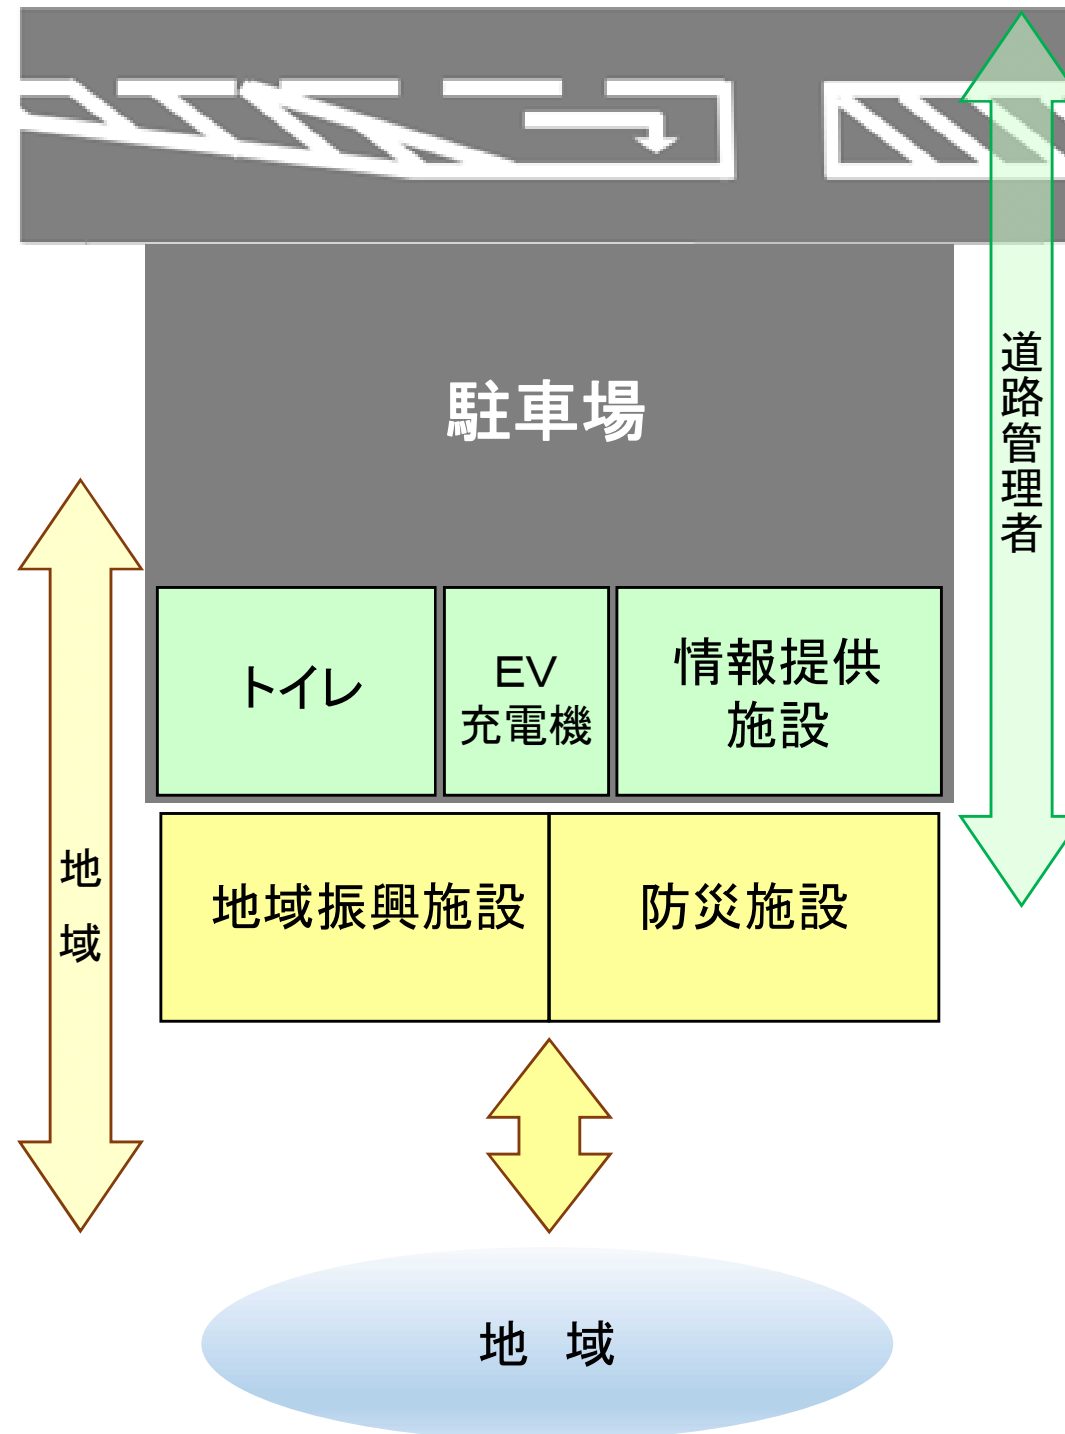 駐車場
道路管理者
トイレ
EV
充電機
情報提供
施設
地域
地域振興施設
防災施設
地 域